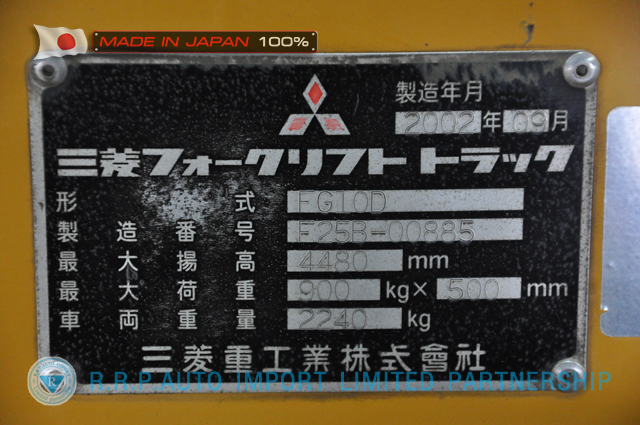 MADE IN JAPAN 100%
製造年月
2002年09月
三菱フォークリフト トラック
形式 FG10D
製造番号 F25B-00885
最大揚高 4480 mm
最大荷重 900 kg× 500 mm
車両重量 2240 kg
三菱重工業株式會社
R.R.P AUTO IMPORT LIMITED PARTNERSHIP